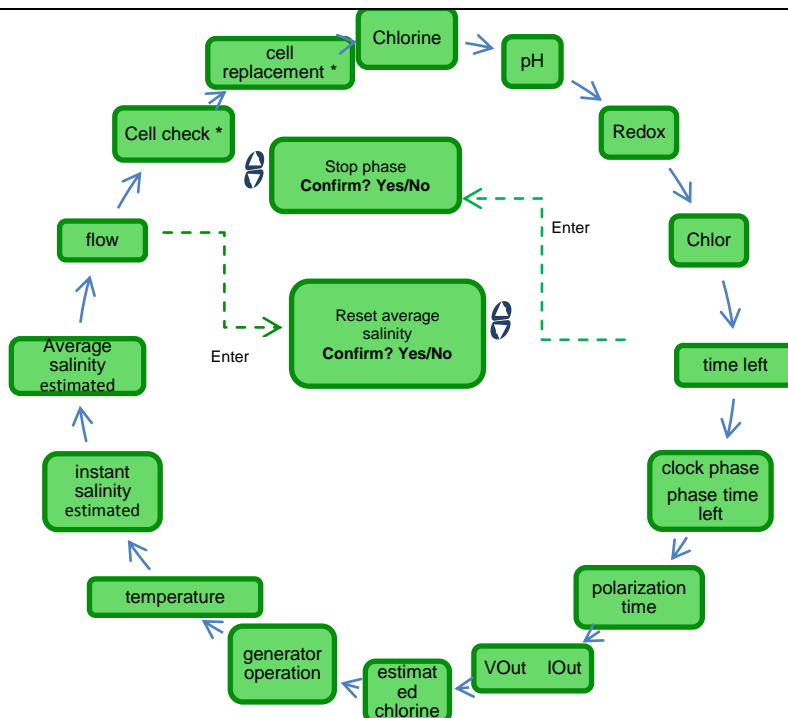 Chlorine
cell
replacement *
pH
Redox
Cell check *
Stop phase
Confirm? Yes/No
Enter
Chlor
flow
Reset average
salinity
Confirm? Yes/No
Enter
Average
salinity
estimated
time left
instant
salinity
estimated
clock phase
phase time
left
temperature
polarization
time
generator
operation
estimat
ed
chlorine
VOut IOut